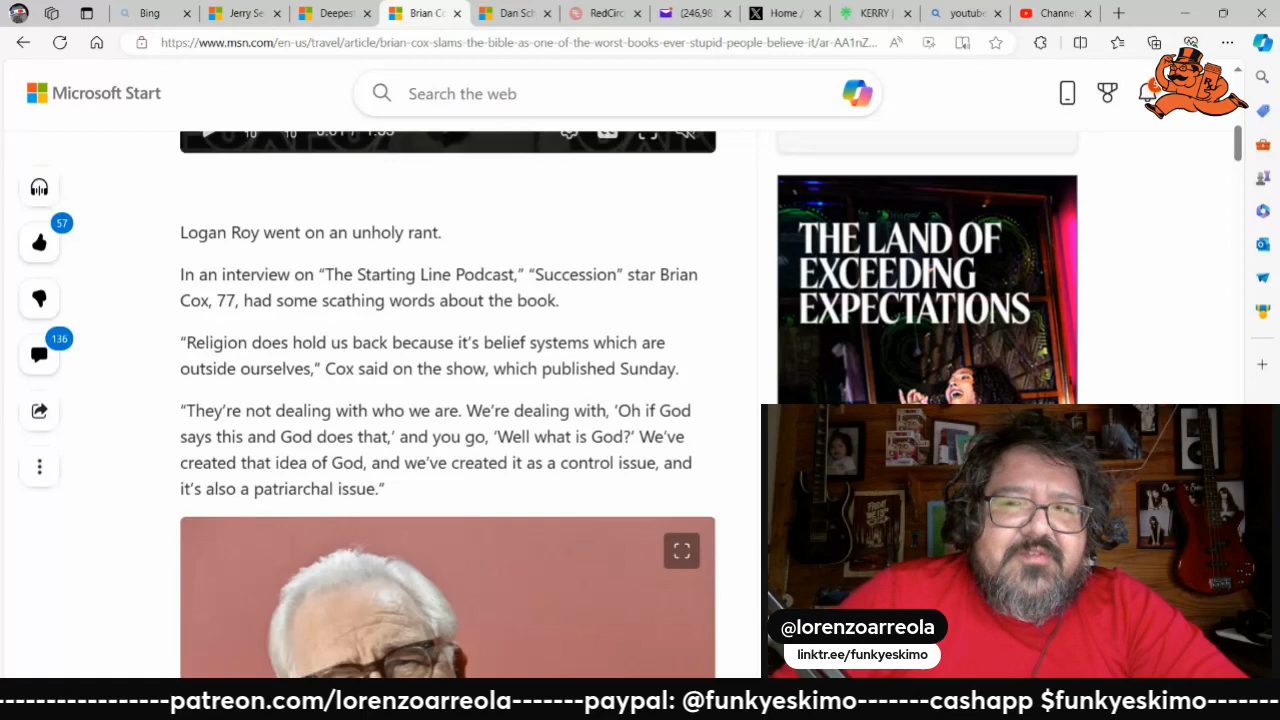 Bing
Jerry Se
Deepest
Brian Co
Dan Sch
RedCirc
(246,98
Home /
KERRY
youtube
Channel
https://www.msn.com/en-us/travel/article/brian-cox-slams-the-bible-as-one-of-the-worst-books-ever-stupid-people-believe-it/ar-AA1nZ...
Microsoft Start
Search the web
57
136
Logan Roy went on an unholy rant.
In an interview on “The Starting Line Podcast,” “Succession” star Brian
Cox, 77, had some scathing words about the book.
“Religion does hold us back because it’s belief systems which are
outside ourselves,” Cox said on the show, which published Sunday.
“They’re not dealing with who we are. We’re dealing with, ‘Oh if God
says this and God does that,’ and you go, ‘Well what is God?’ We’ve
created that idea of God, and we’ve created it as a control issue, and
it’s also a patriarchal issue.”
THE LAND OF
EXCEEDING
EXPECTATIONS
@lorenzoarreola
linktr.ee/funkyeskimo
----------------patreon.com/lorenzoarreola-------paypal: @funkyeskimo-------cashapp $funkyeskimo-------